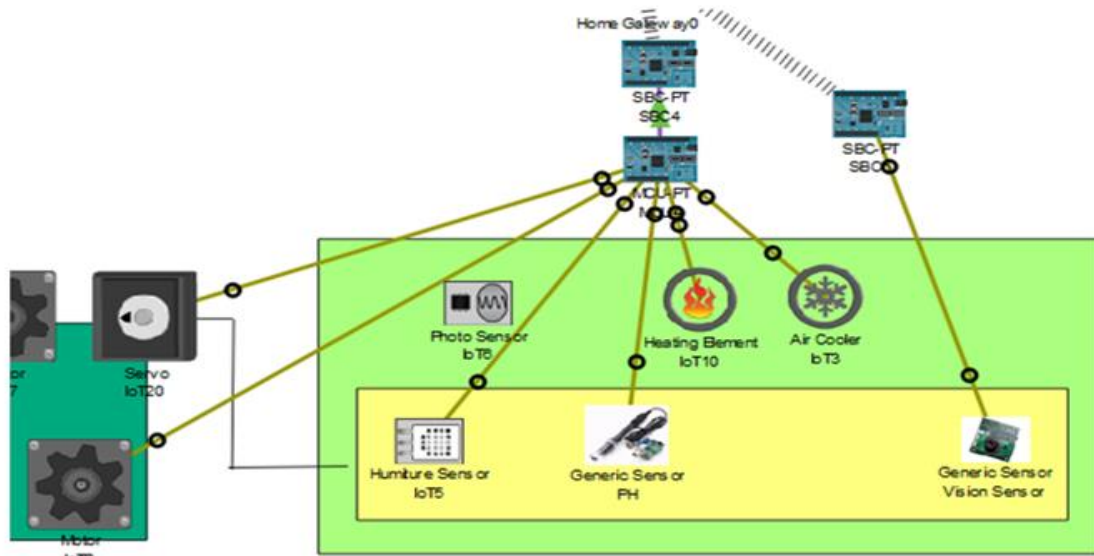 Home Gateway0
SBC-PT
SBC4
SBC-PT
MCU-PT
Photo Sensor
IoT6
Heating Element
IoT10
Air Cooler
IoT3
Servo
IoT20
Humiture Sensor
IoT5
Generic Sensor
PH
Generic Sensor
Vision Sensor
Motor